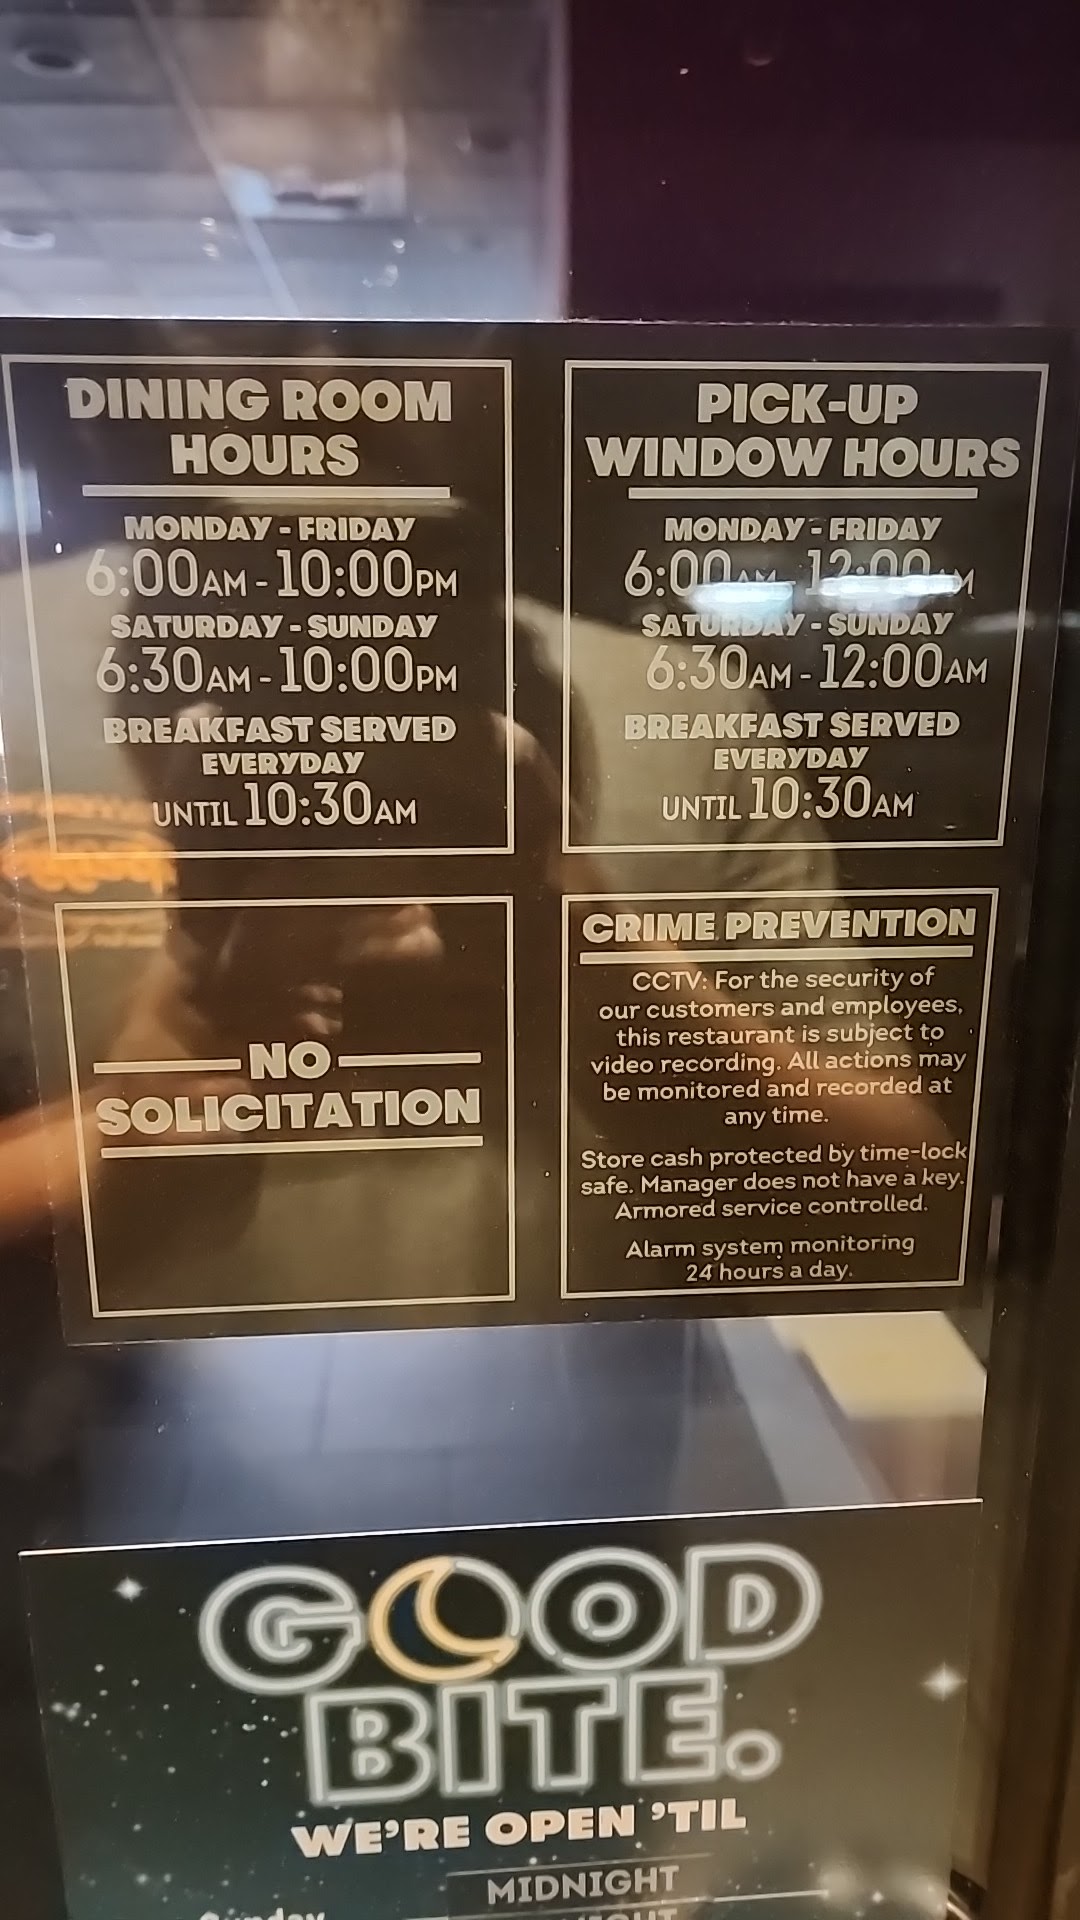 DINING ROOM
HOURS
MONDAY - FRIDAY
6:00AM - 10:00PM
SATURDAY - SUNDAY
6:30AM - 10:00PM
BREAKFAST SERVED
EVERYDAY
UNTIL 10:30AM
PICK-UP
WINDOW HOURS
MONDAY - FRIDAY
6:00AM - 12:00AM
SATURDAY - SUNDAY
6:30AM - 12:00AM
BREAKFAST SERVED
EVERYDAY
UNTIL 10:30AM
NO
SOLICITATION
CRIME PREVENTION
CCTV: For the security of
our customers and employees,
this restaurant is subject to
video recording. All actions may
be monitored and recorded at
any time.
Store cash protected by time-lock
safe. Manager does not have a key.
Armored service controlled.
Alarm system monitoring
24 hours a day.
GOOD
BITE.
WE'RE OPEN 'TIL
MIDNIGHT